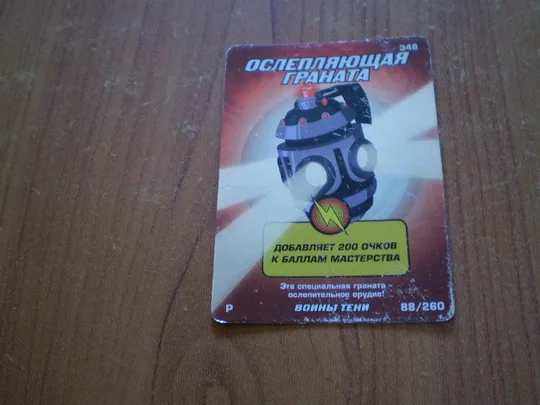 348
ОСЛЕПЛЯЮЩАЯ
ГРАНАТА
ДОБАВЛЯЕТ 200 ОЧКОВ
К БАЛЛАМ МАСТЕРСТВА
Эта специальная граната –
ослепительное орудие!
Р ВОИНЫ ТЕНИ 88/260